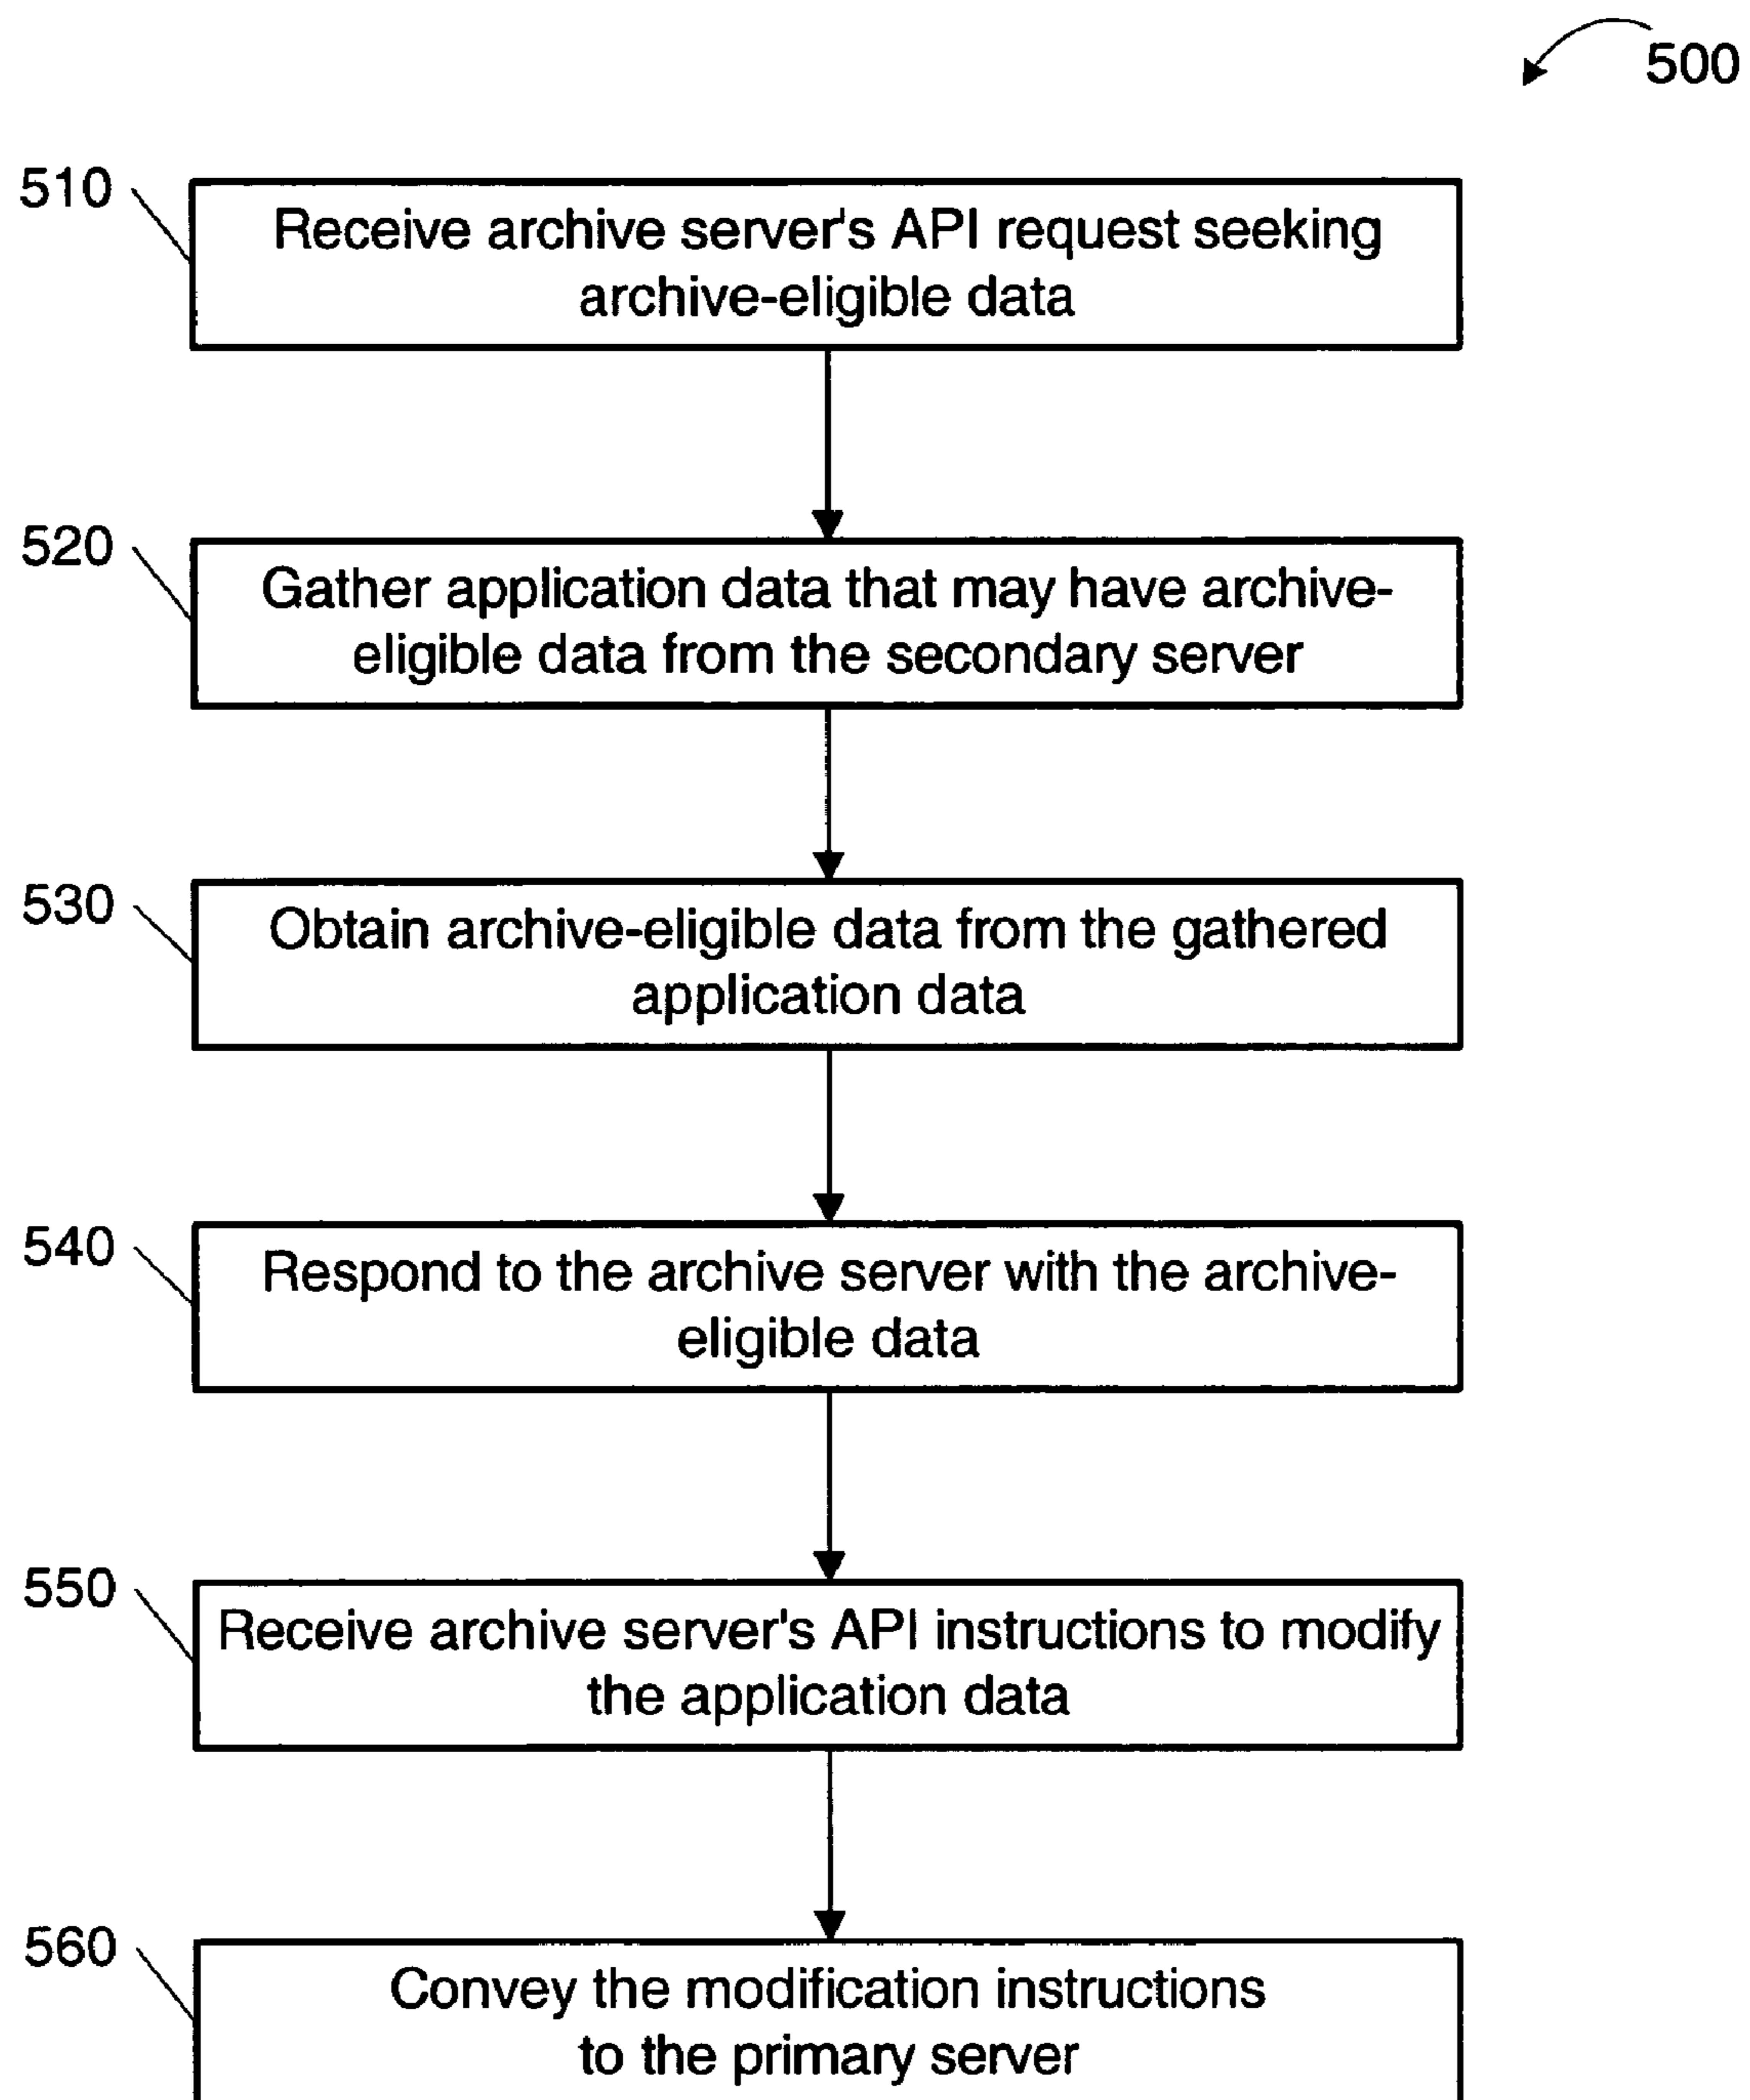 500
510
Receive archive server's API request seeking
archive-eligible data
520
Gather application data that may have archive-
eligible data from the secondary server
530
Obtain archive-eligible data from the gathered
application data
540
Respond to the archive server with the archive-
eligible data
550
Receive archive server's API instructions to modify
the application data
560
Convey the modification instructions
to the primary server